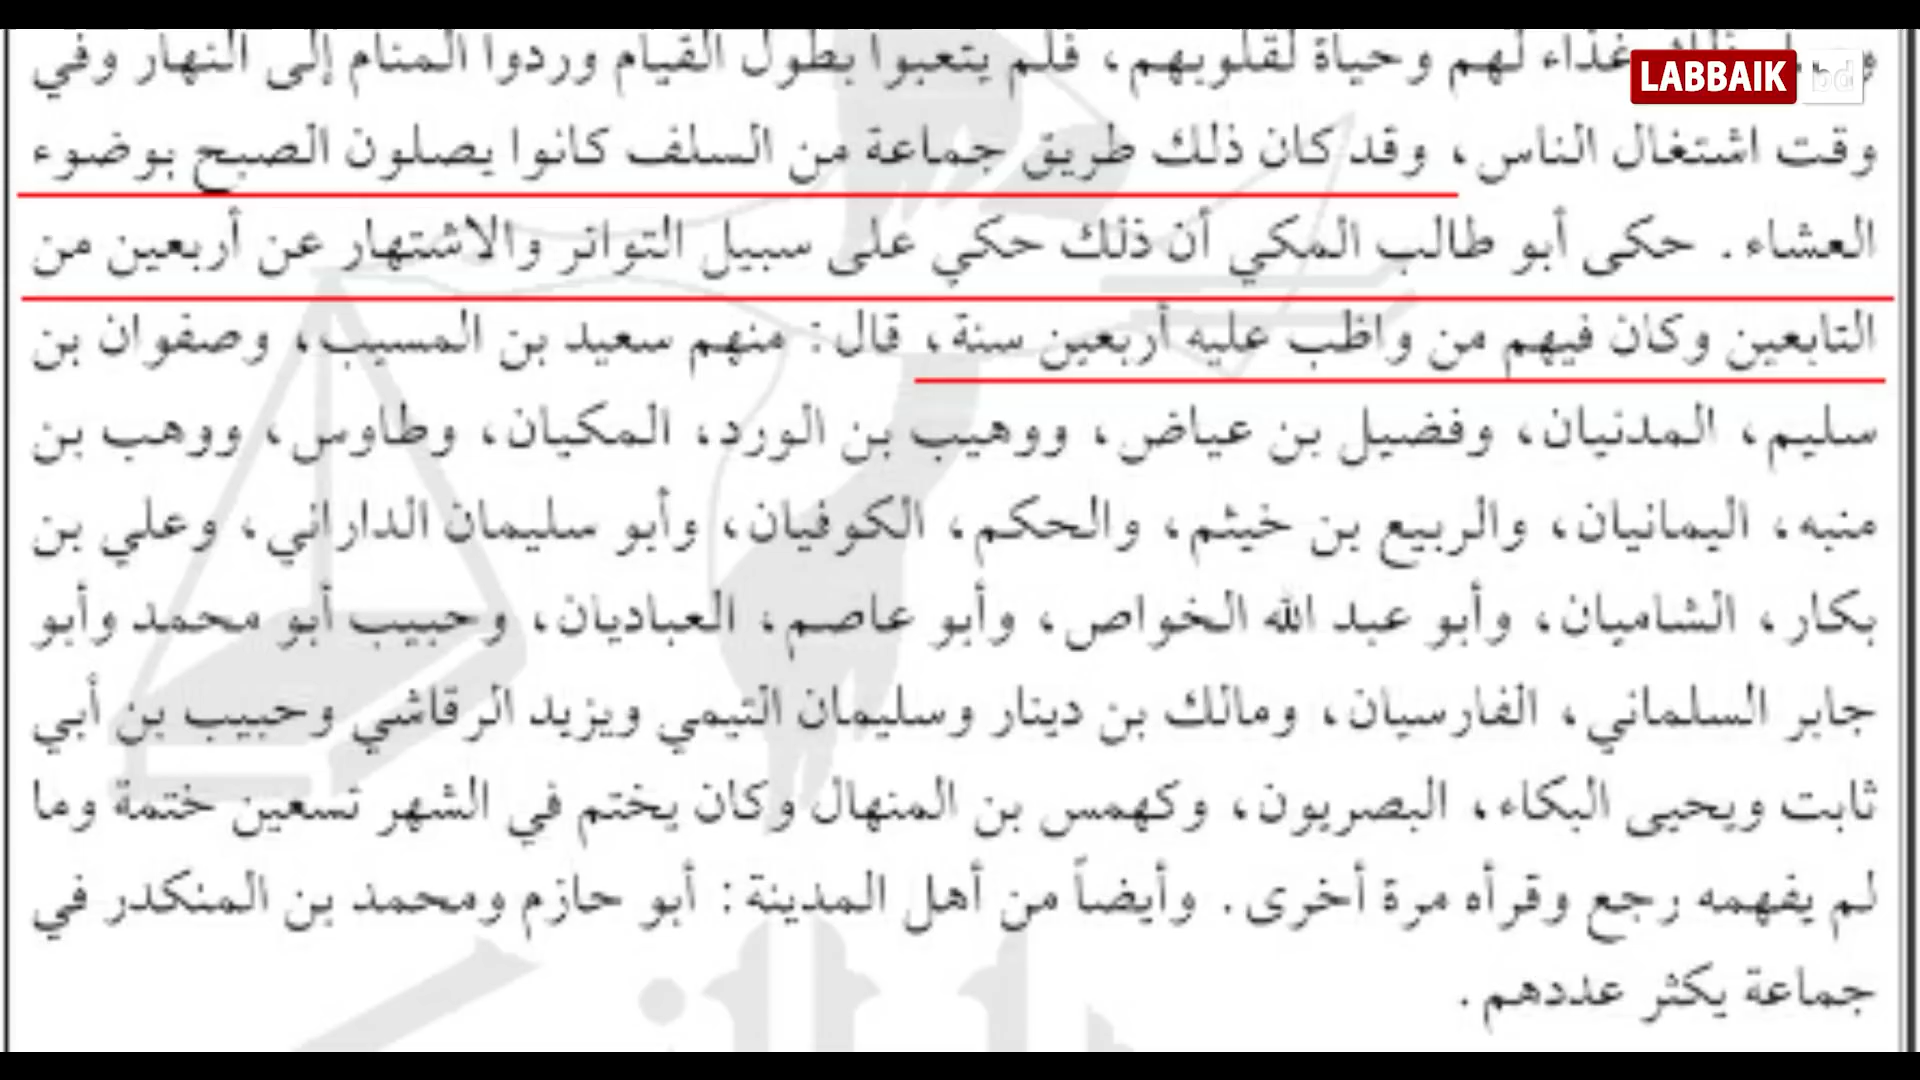 غذاء لهم وحياة لقلوبهم، فلم يتعبوا بطول القيام وردوا المنام إلى النهار وفي
LABBAIK bd
وقت اشتغال الناس، وقد كان ذلك طريق جماعة من السلف كانوا يصلون الصبح بوضوء
العشاء. حكى أبو طالب المكي أن ذلك حكي على سبيل التواتر والاشتهار عن أربعين من
التابعين وكان فيهم من واظب عليه أربعين سنة، قال: منهم سعيد بن المسيب، وصفوان بن
سليم، المدنيان، وفضيل بن عياض، ووهيب بن الورد، المكيان، وطاوس، ووهب بن
منبه، اليمانيان، والربيع بن خيثم، والحكم، الكوفيان، وأبو سليمان الداراني، وعلي بن
بكار، الشاميان، وأبو عبد الله الخواص، وأبو عاصم، العباديان، وحبيب أبو محمد وأبو
جابر السلماني، الفارسيان، ومالك بن دينار وسليمان التيمي ويزيد الرقاشي وحبيب بن أبي
ثابت ويحيى البكاء، البصريون، وكهمس بن المنهال وكان يختم في الشهر تسعين ختمة وما
لم يفهمه رجع وقرأه مرة أخرى. وأيضاً من أهل المدينة: أبو حازم ومحمد بن المنكدر في
جماعة يكثر عددهم.